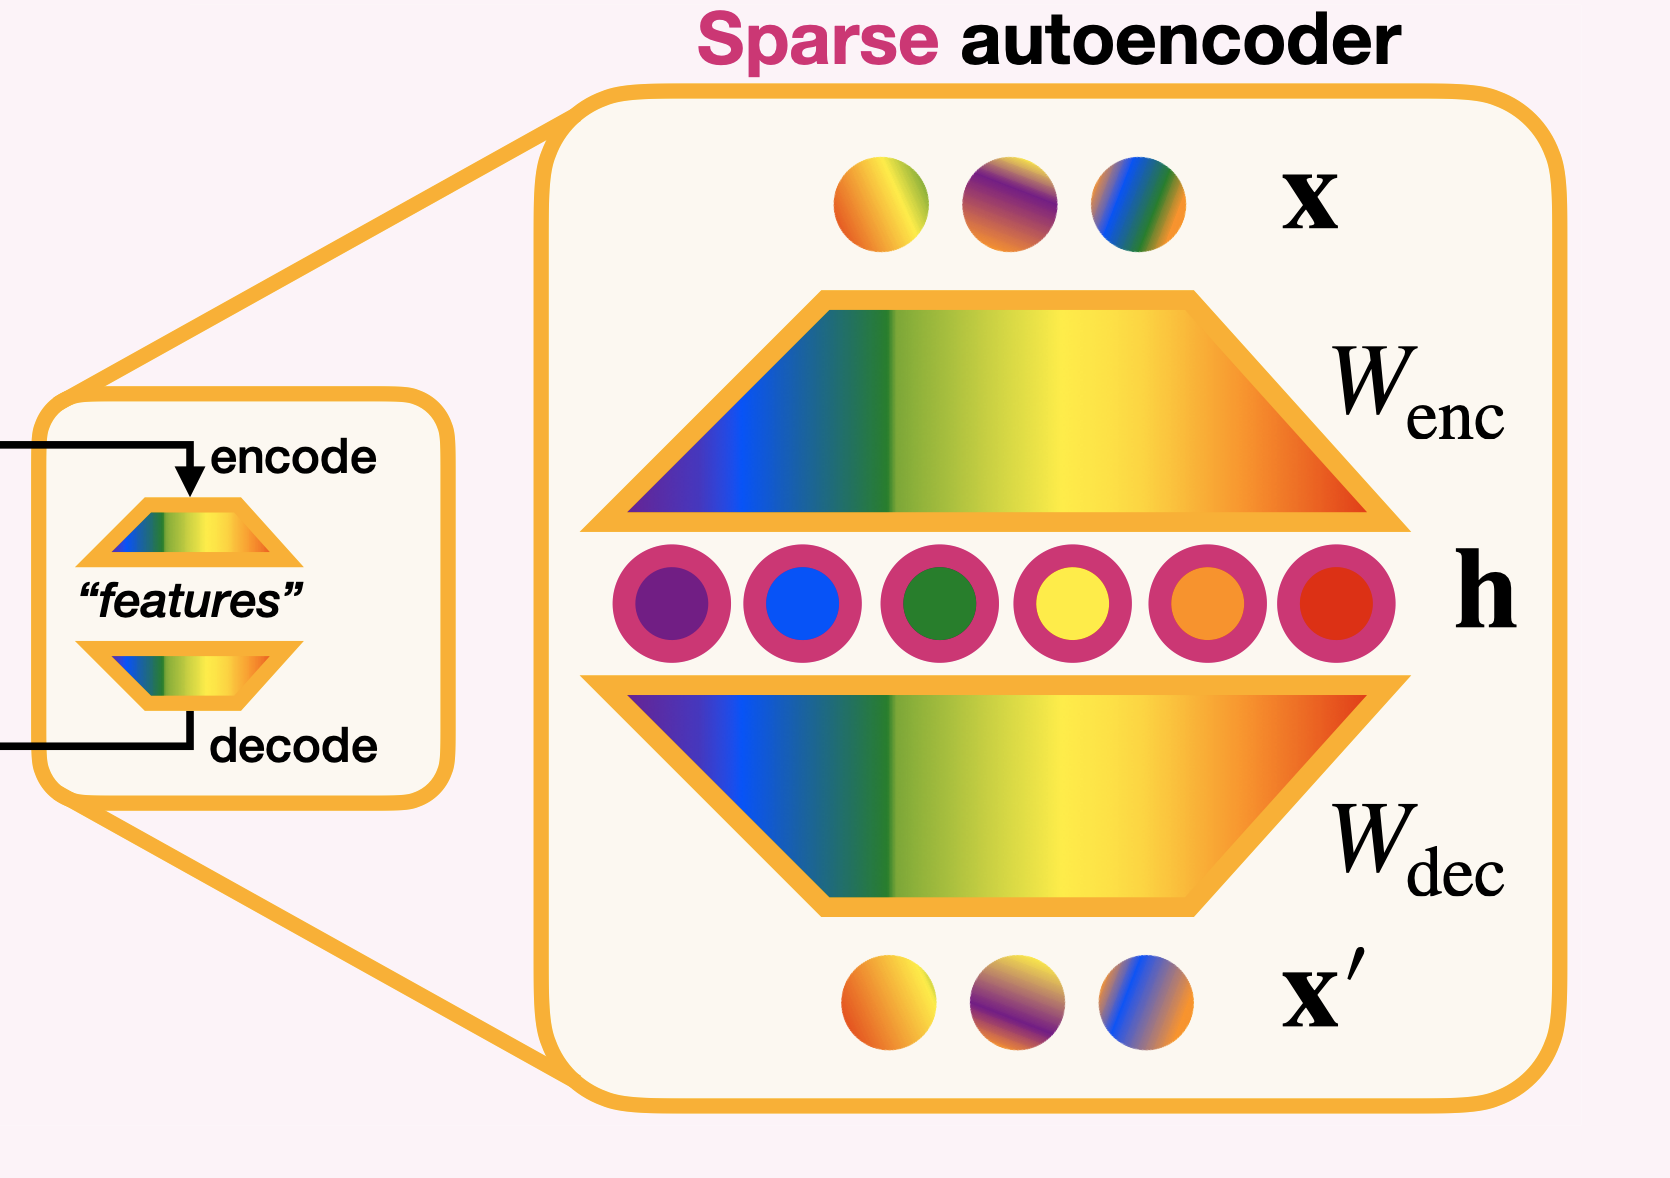 Sparse autoencoder
x
W_enc
encode
“features”
h
decode
W_dec
x′